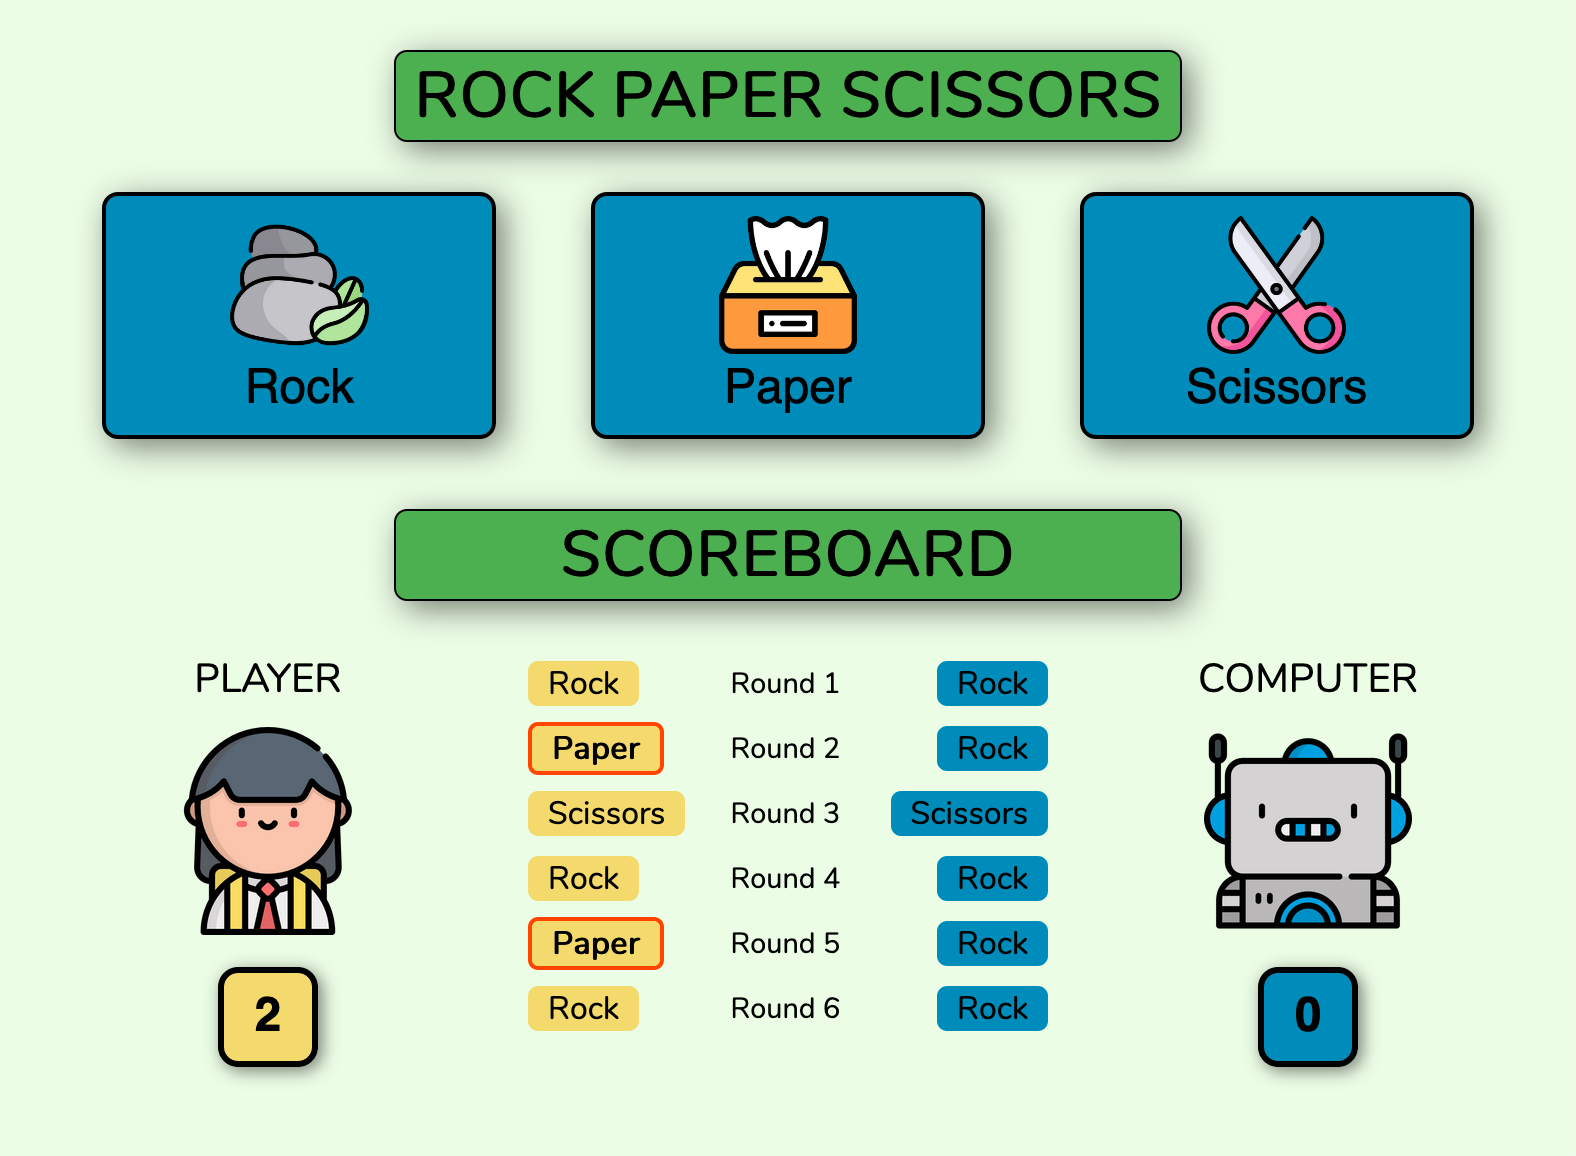 ROCK PAPER SCISSORS
Rock
Paper
Scissors
SCOREBOARD
PLAYER
COMPUTER
Rock Round 1 Rock
Paper Round 2 Rock
Scissors Round 3 Scissors
Rock Round 4 Rock
Paper Round 5 Rock
Rock Round 6 Rock
2
0